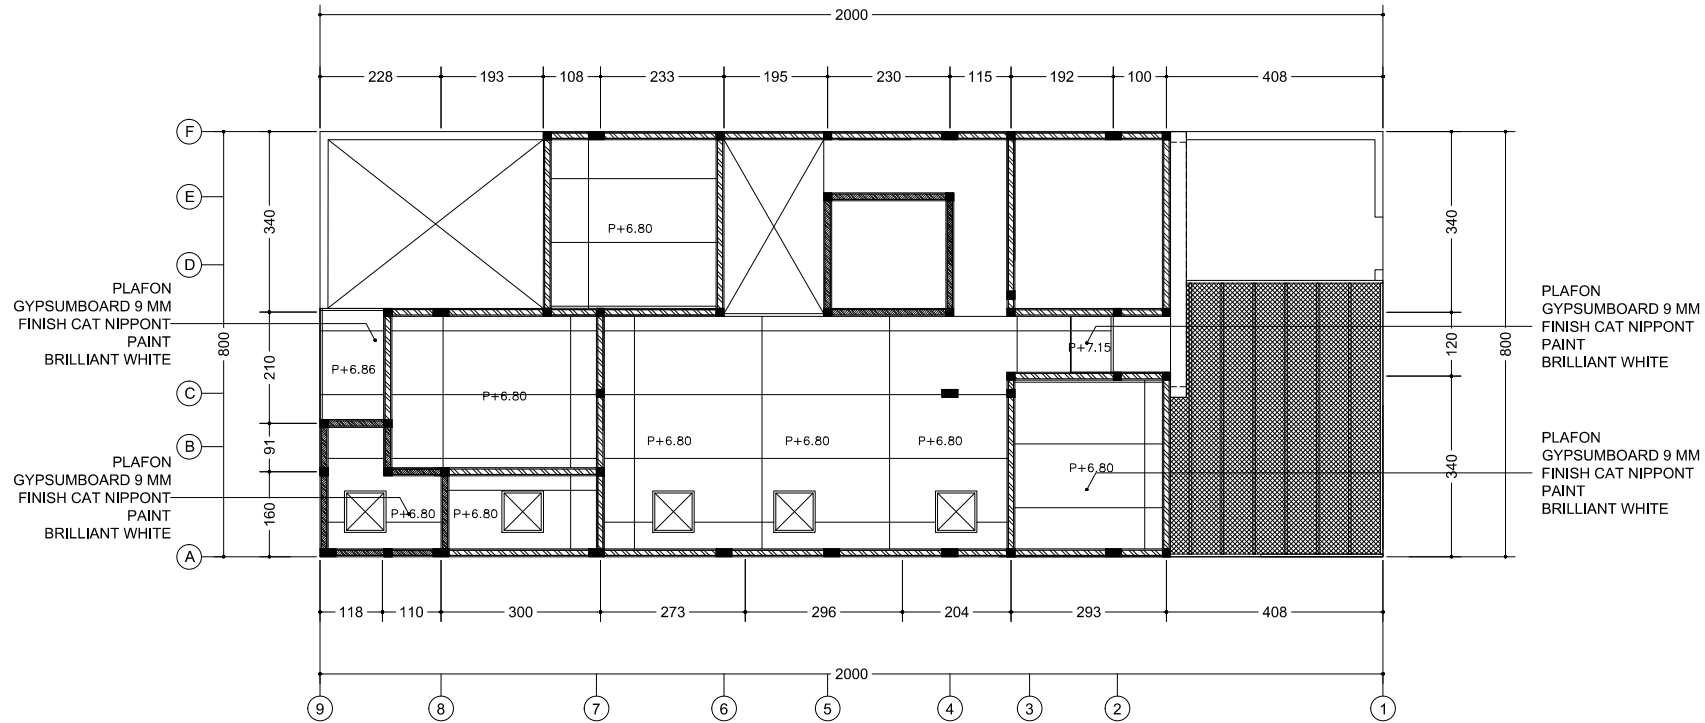 2000
228 193 108 233 195 230 115 192 100 408
F
E
D
C
B
A
800
340
210
91
160
PLAFON
GYPSUMBOARD 9 MM
FINISH CAT NIPPONT
PAINT
BRILLIANT WHITE
PLAFON
GYPSUMBOARD 9 MM
FINISH CAT NIPPONT
PAINT
BRILLIANT WHITE
P+6.80
P+6.86
P+6.80
P+7.15
P+6.80
P+6.80
P+6.80
P+6.80
P+6.80
P+6.80
340
120
340
800
PLAFON
GYPSUMBOARD 9 MM
FINISH CAT NIPPONT
PAINT
BRILLIANT WHITE
PLAFON
GYPSUMBOARD 9 MM
FINISH CAT NIPPONT
PAINT
BRILLIANT WHITE
118 110 300 273 296 204 293 408
2000
9 8 7 6 5 4 3 2 1